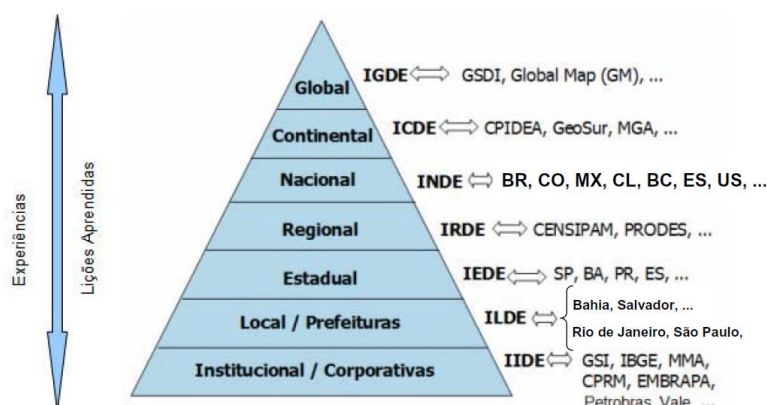 Experiências
Lições Aprendidas
Global
IGDE
GSDI, Global Map (GM), ...
Continental
ICDE
CPIDEA, GeoSur, MGA, ...
Nacional
INDE
BR, CO, MX, CL, BC, ES, US, ...
Regional
IRDE
CENSIPAM, PRODES, ...
Estadual
IEDE
SP, BA, PR, ES, ...
Local / Prefeituras
ILDE
Bahia, Salvador, ...
Rio de Janeiro, São Paulo,
Institucional / Corporativas
IIDE
GSI, IBGE, MMA,
CPRM, EMBRAPA,
Petrobras, Vale, ...